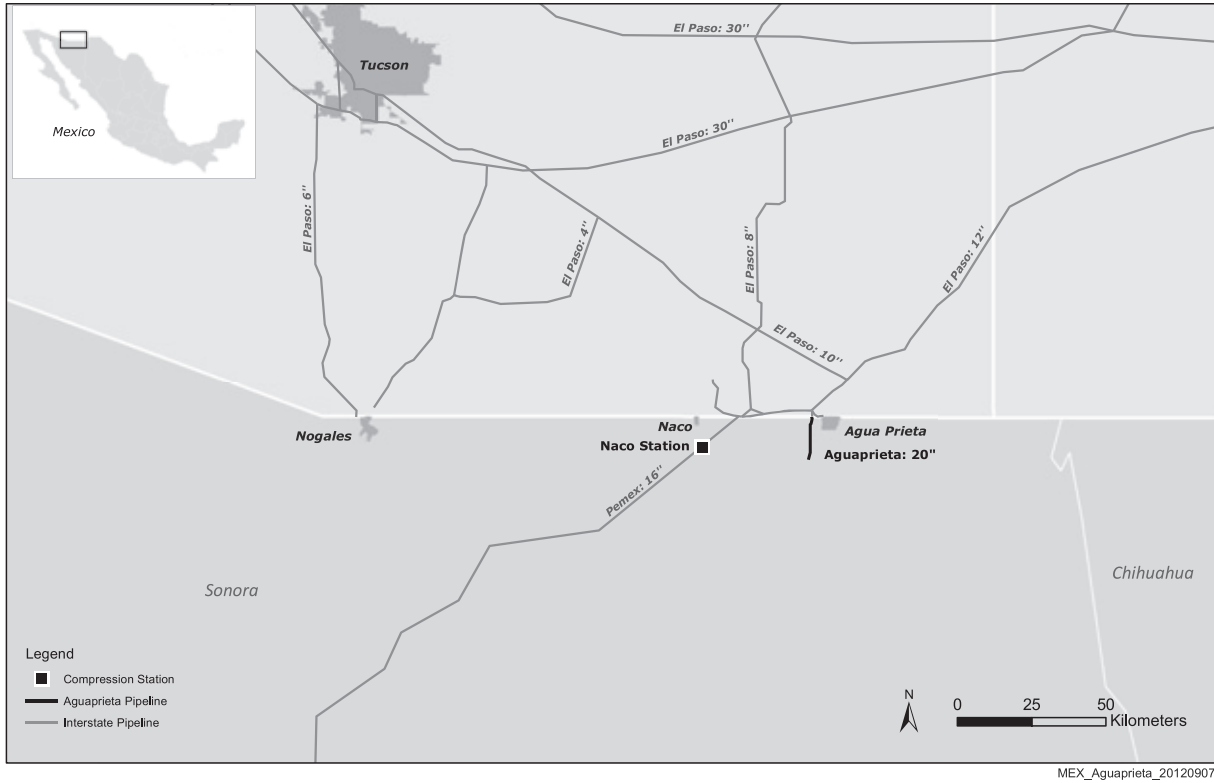 El Paso: 30''
Tucson
Mexico
El Paso: 30''
El Paso: 6''
El Paso: 4''
El Paso: 8''
El Paso: 12''
El Paso: 10''
Nogales
Naco
Agua Prieta
Naco Station
Aguaprieta: 20"
Pemex: 16''
Sonora
Chihuahua
Legend
Compression Station
Aguaprieta Pipeline
Interstate Pipeline
N
0 25 50
Kilometers
MEX_Aguaprieta_20120907